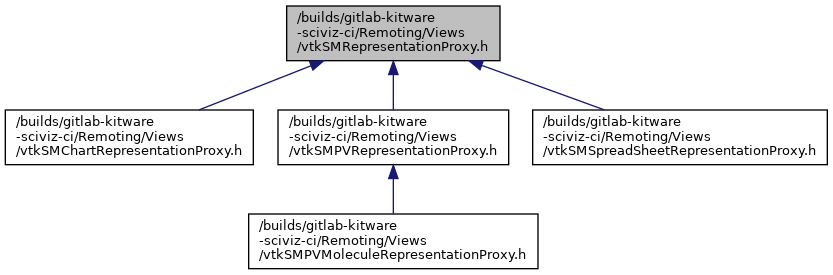 /builds/gitlab-kitware
-sciviz-ci/Remoting/Views
/vtkSMRepresentationProxy.h
/builds/gitlab-kitware
-sciviz-ci/Remoting/Views
/vtkSMChartRepresentationProxy.h
/builds/gitlab-kitware
-sciviz-ci/Remoting/Views
/vtkSMPVRepresentationProxy.h
/builds/gitlab-kitware
-sciviz-ci/Remoting/Views
/vtkSMSpreadSheetRepresentationProxy.h
/builds/gitlab-kitware
-sciviz-ci/Remoting/Views
/vtkSMPVMoleculeRepresentationProxy.h